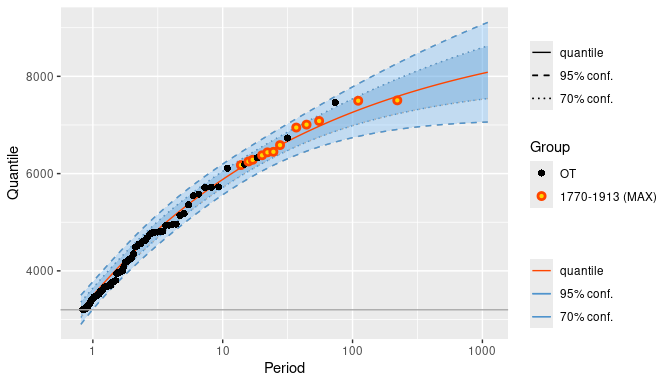 Quantile
8000
6000
4000
1
10
100
1000
Period
quantile
95% conf.
70% conf.
Group
OT
1770-1913 (MAX)
quantile
95% conf.
70% conf.